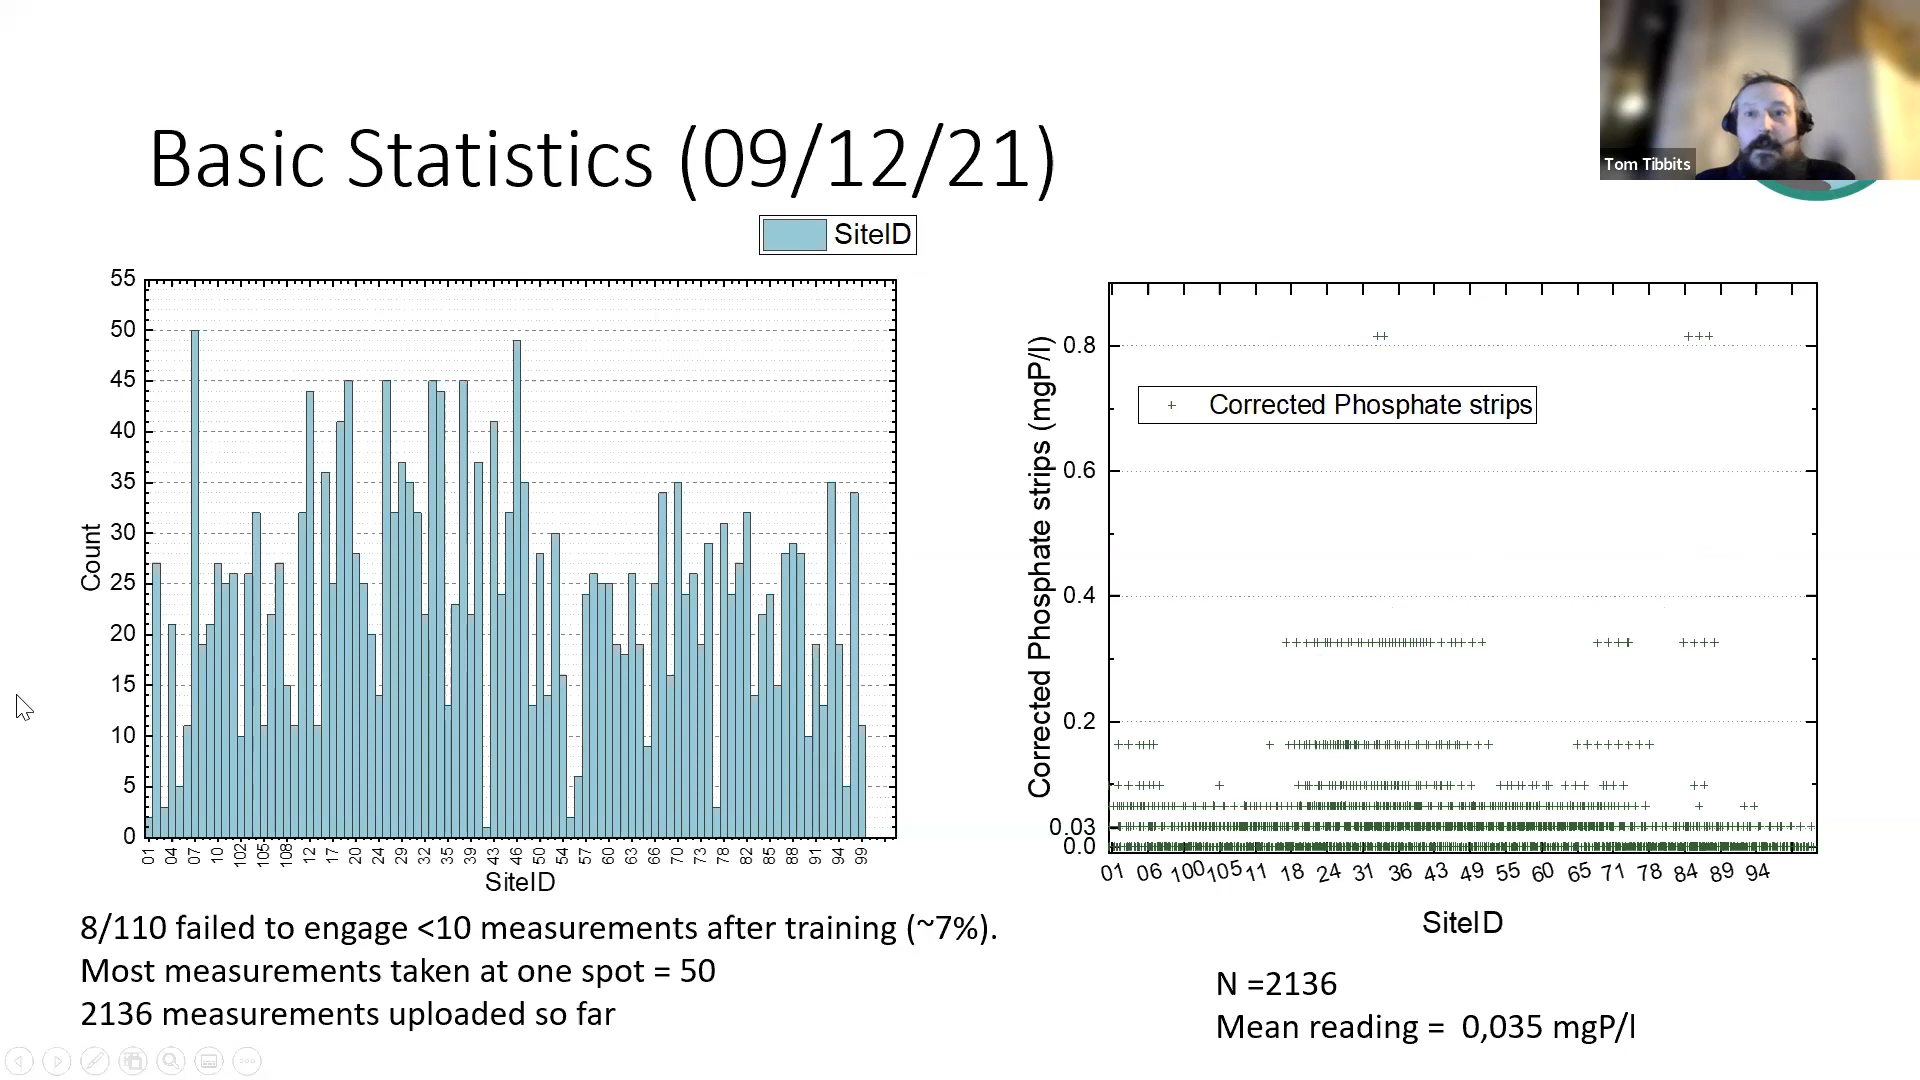 Tom Tibbits
Basic Statistics (09/12/21)
SiteID
55
50
45
40
35
30
25
20
15
10
5
0
Count
01 04 07 10 102 105 108 12 17 20 24 29 32 35 39 43 46 50 54 57 60 63 66 70 73 78 82 85 88 91 94 99
SiteID
8/110 failed to engage <10 measurements after training (~7%).
Most measurements taken at one spot = 50
2136 measurements uploaded so far
Corrected Phosphate strips (mgP/l)
0.8
0.6
0.4
0.2
0.03
0.0
Corrected Phosphate strips
01 06 100 105 11 18 24 31 36 43 49 55 60 65 71 78 84 89 94
SiteID
N =2136
Mean reading = 0,035 mgP/l